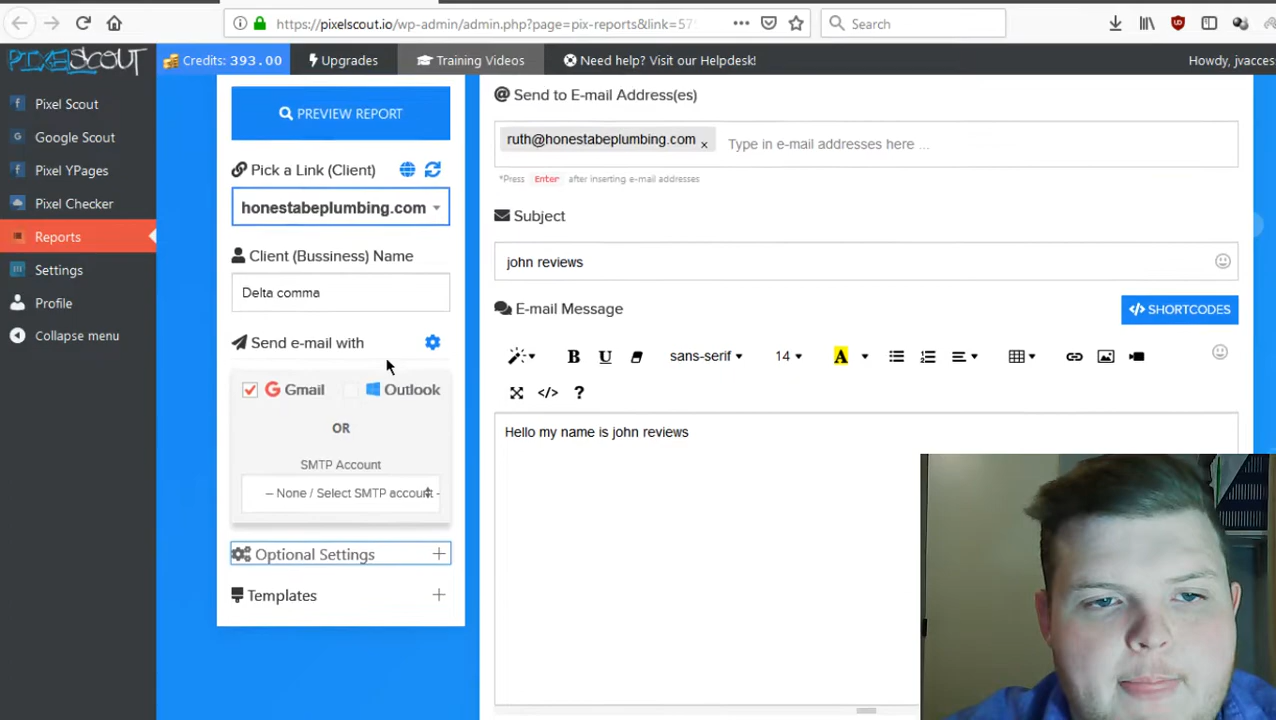 https://pixelscout.io/wp-admin/admin.php?page=pix-reports&link=57
Search
PIXELSCOUT
Credits: 393.00
Upgrades
Training Videos
Need help? Visit our Helpdesk!
Howdy, jvacces
Pixel Scout
Google Scout
Pixel YPages
Pixel Checker
Reports
Settings
Profile
Collapse menu
PREVIEW REPORT
Pick a Link (Client)
honestabeplumbing.com
Client (Bussiness) Name
Delta comma
Send e-mail with
Gmail
Outlook
OR
SMTP Account
-- None / Select SMTP account -
Optional Settings
Templates
Send to E-mail Address(es)
ruth@honestabeplumbing.com ×
Type in e-mail addresses here ...
*Press Enter after inserting e-mail addresses
Subject
john reviews
E-mail Message
</> SHORTCODES
B U sans-serif 14 A
</> ?
Hello my name is john reviews